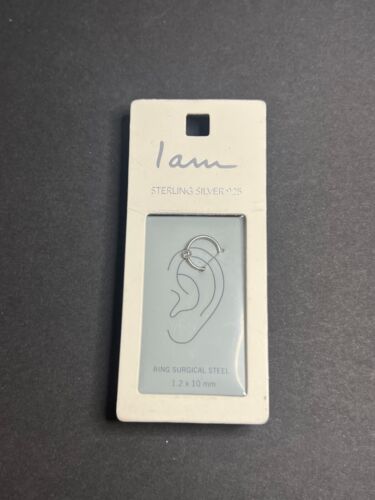 I am
STERLING SILVER 925
RING SURGICAL STEEL
1.2 x 10 mm